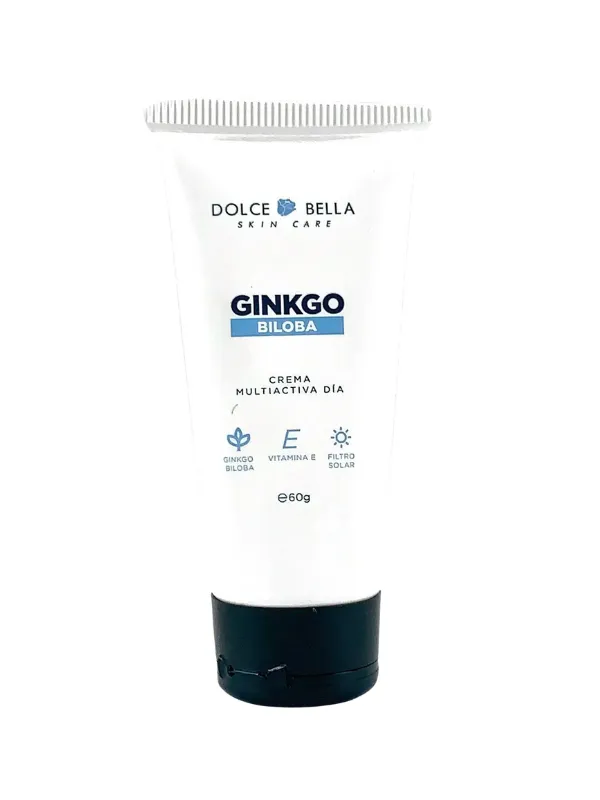 DOLCE BELLA
SKIN CARE
GINKGO
BILOBA
CREMA
MULTIACTIVA DÍA
GINKGO
BILOBA
E
VITAMINA E
FILTRO
SOLAR
℮60g